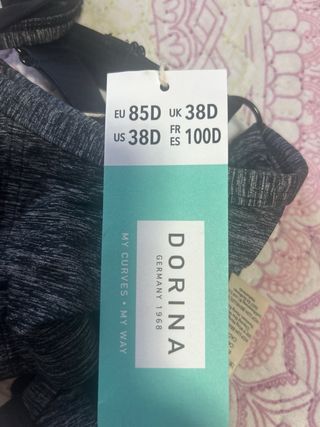 EU 85D UK 38D
US 38D FR ES 100D
DORINA
GERMANY 1968
MY CURVES • MY WAY